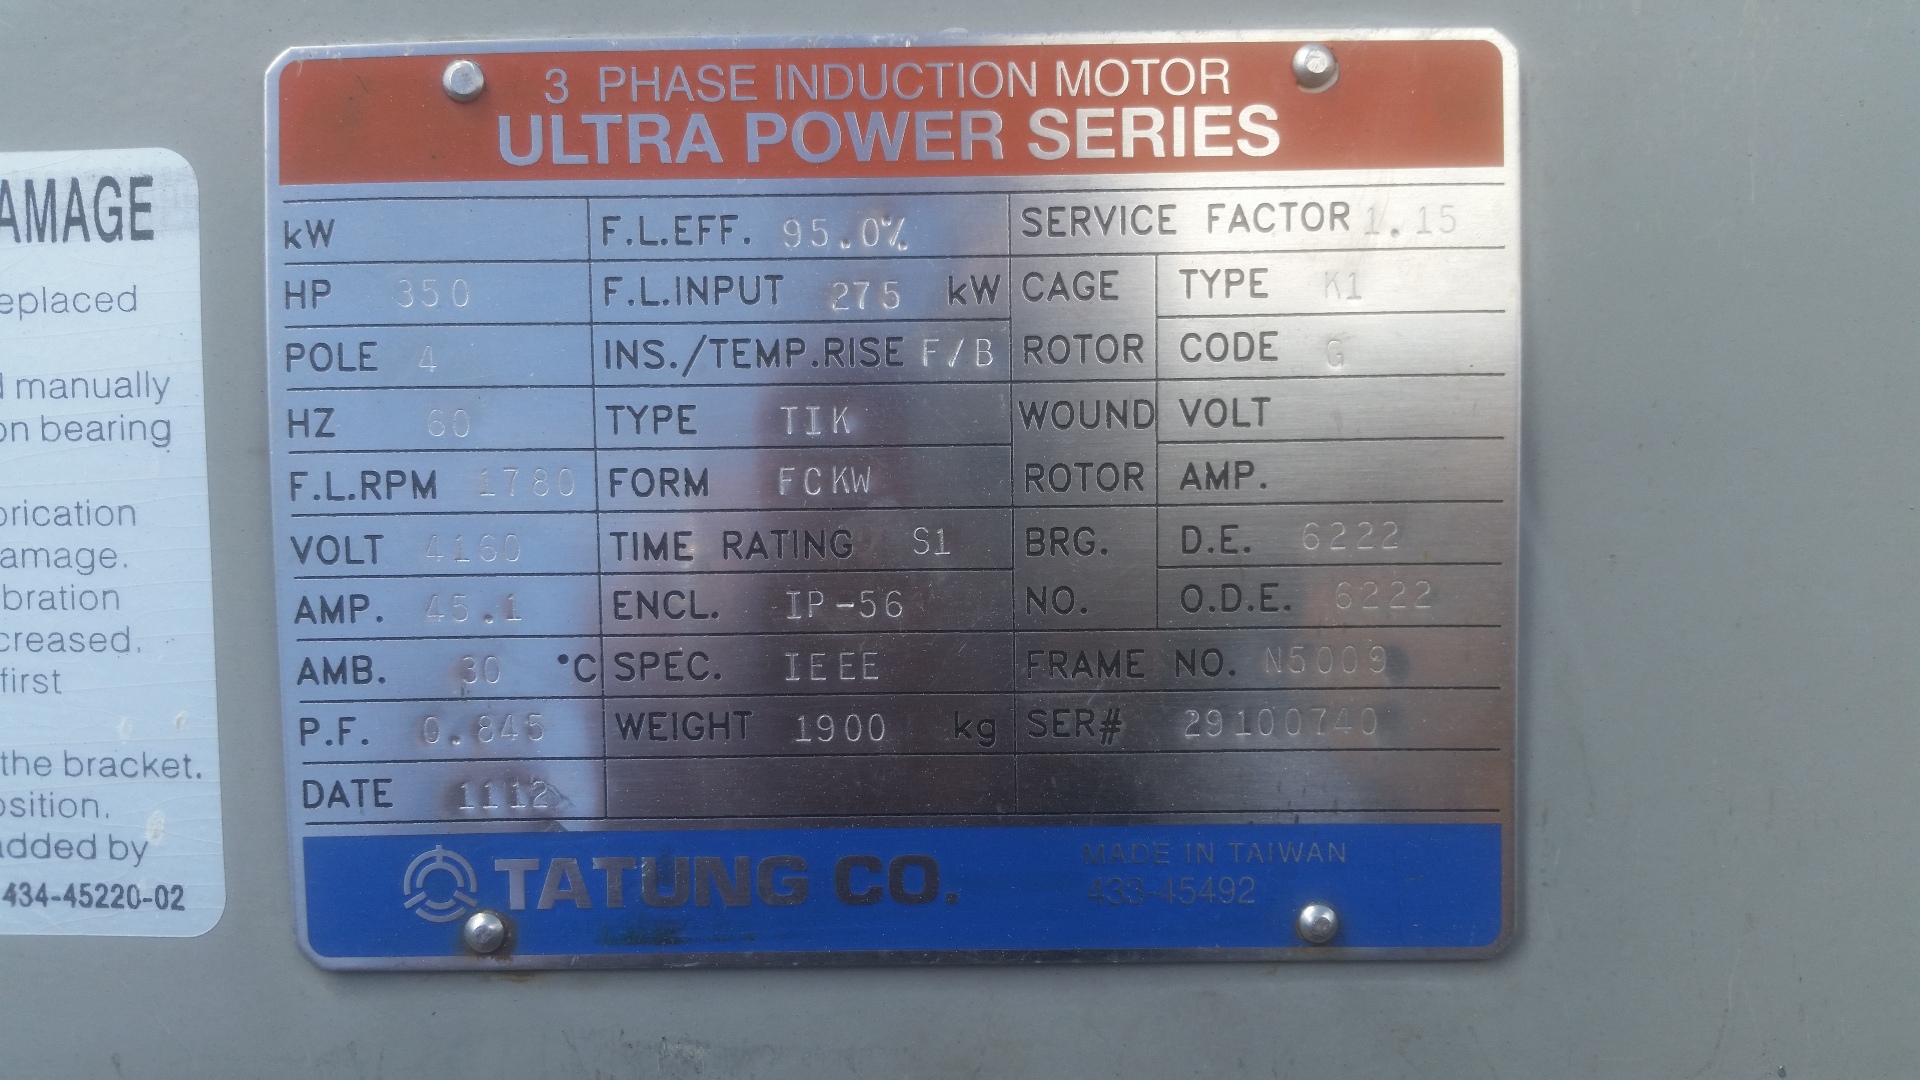 AMAGE
eplaced
d manually
on bearing
orication
amage.
bration
creased.
first
the bracket.
osition.
added by
434-45220-02
3 PHASE INDUCTION MOTOR
ULTRA POWER SERIES
kW F.L.EFF. 95.0% SERVICE FACTOR 1.15
HP 350 F.L.INPUT 275 kW CAGE TYPE K1
POLE 4 INS./TEMP.RISE F/B ROTOR CODE G
HZ 60 TYPE TIK WOUND VOLT
F.L.RPM 1780 FORM FCKW ROTOR AMP.
VOLT 4160 TIME RATING S1 BRG. D.E. 6222
AMP. 45.1 ENCL. IP-56 NO. O.D.E. 6222
AMB. 30 °C SPEC. IEEE FRAME NO. N5009
P.F. 0.845 WEIGHT 1900 kg SER# 29100740
DATE 1112
TATUNG CO. MADE IN TAIWAN
433-45492